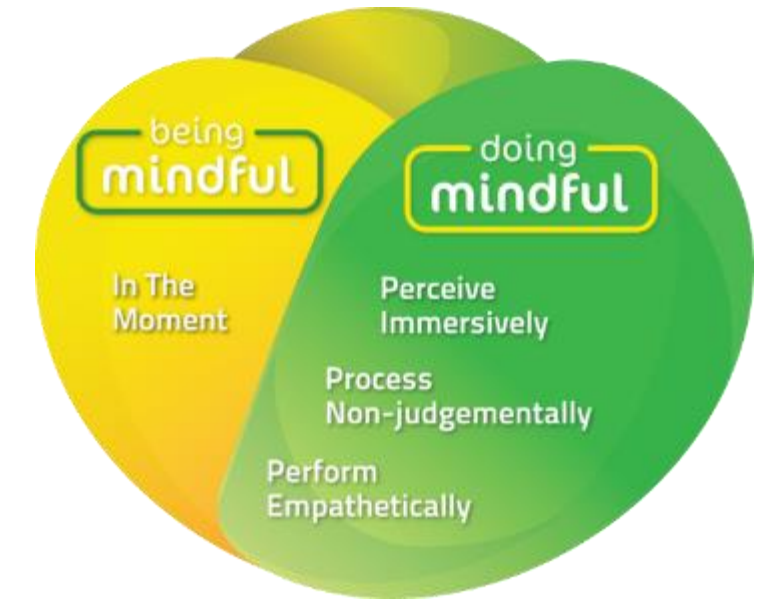 being
mindful
In The
Moment
doing
mindful
Perceive
Immersively
Process
Non-judgementally
Perform
Empathetically